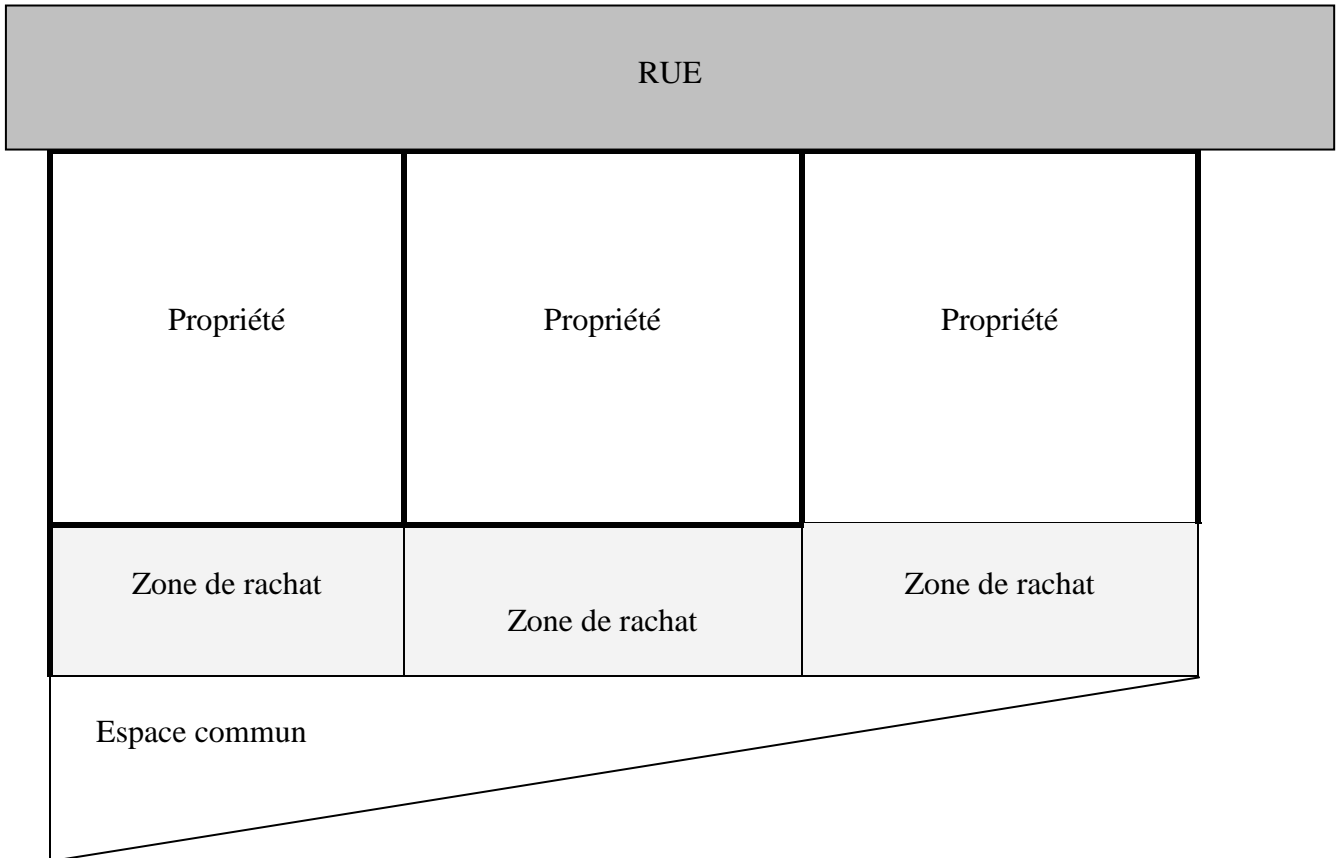 RUE
Propriété
Propriété
Propriété
Zone de rachat
Zone de rachat
Zone de rachat
Espace commun